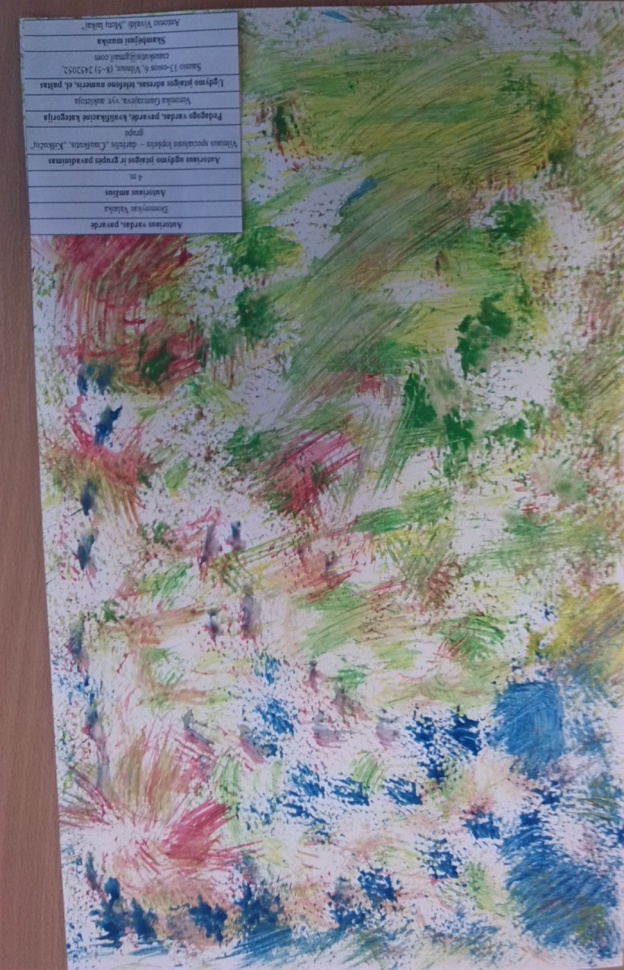 Autoriaus vardas, pavardė
Dominykas Valaika
Autoriaus amžius
4 m.
Autoriaus ugdymo įstaigos ir grupės pavadinimas
Vilniaus specialusis lopšelis – darželis „Čiauškutis, „Kiškučių“
grupė
Pedagogo vardas, pavardė, kvalifikacinė kategorija
Veronika vyr. auklėtoja
Ugdymo įstaigos adresas, telefono numeris, el. paštas
Sausio 13-osios 6, Vilnius, (8~5) 2452052,
ciauskutis@gmail.com
Skambėjusi muzika
Antonio Vivaldi „Metų laikai“